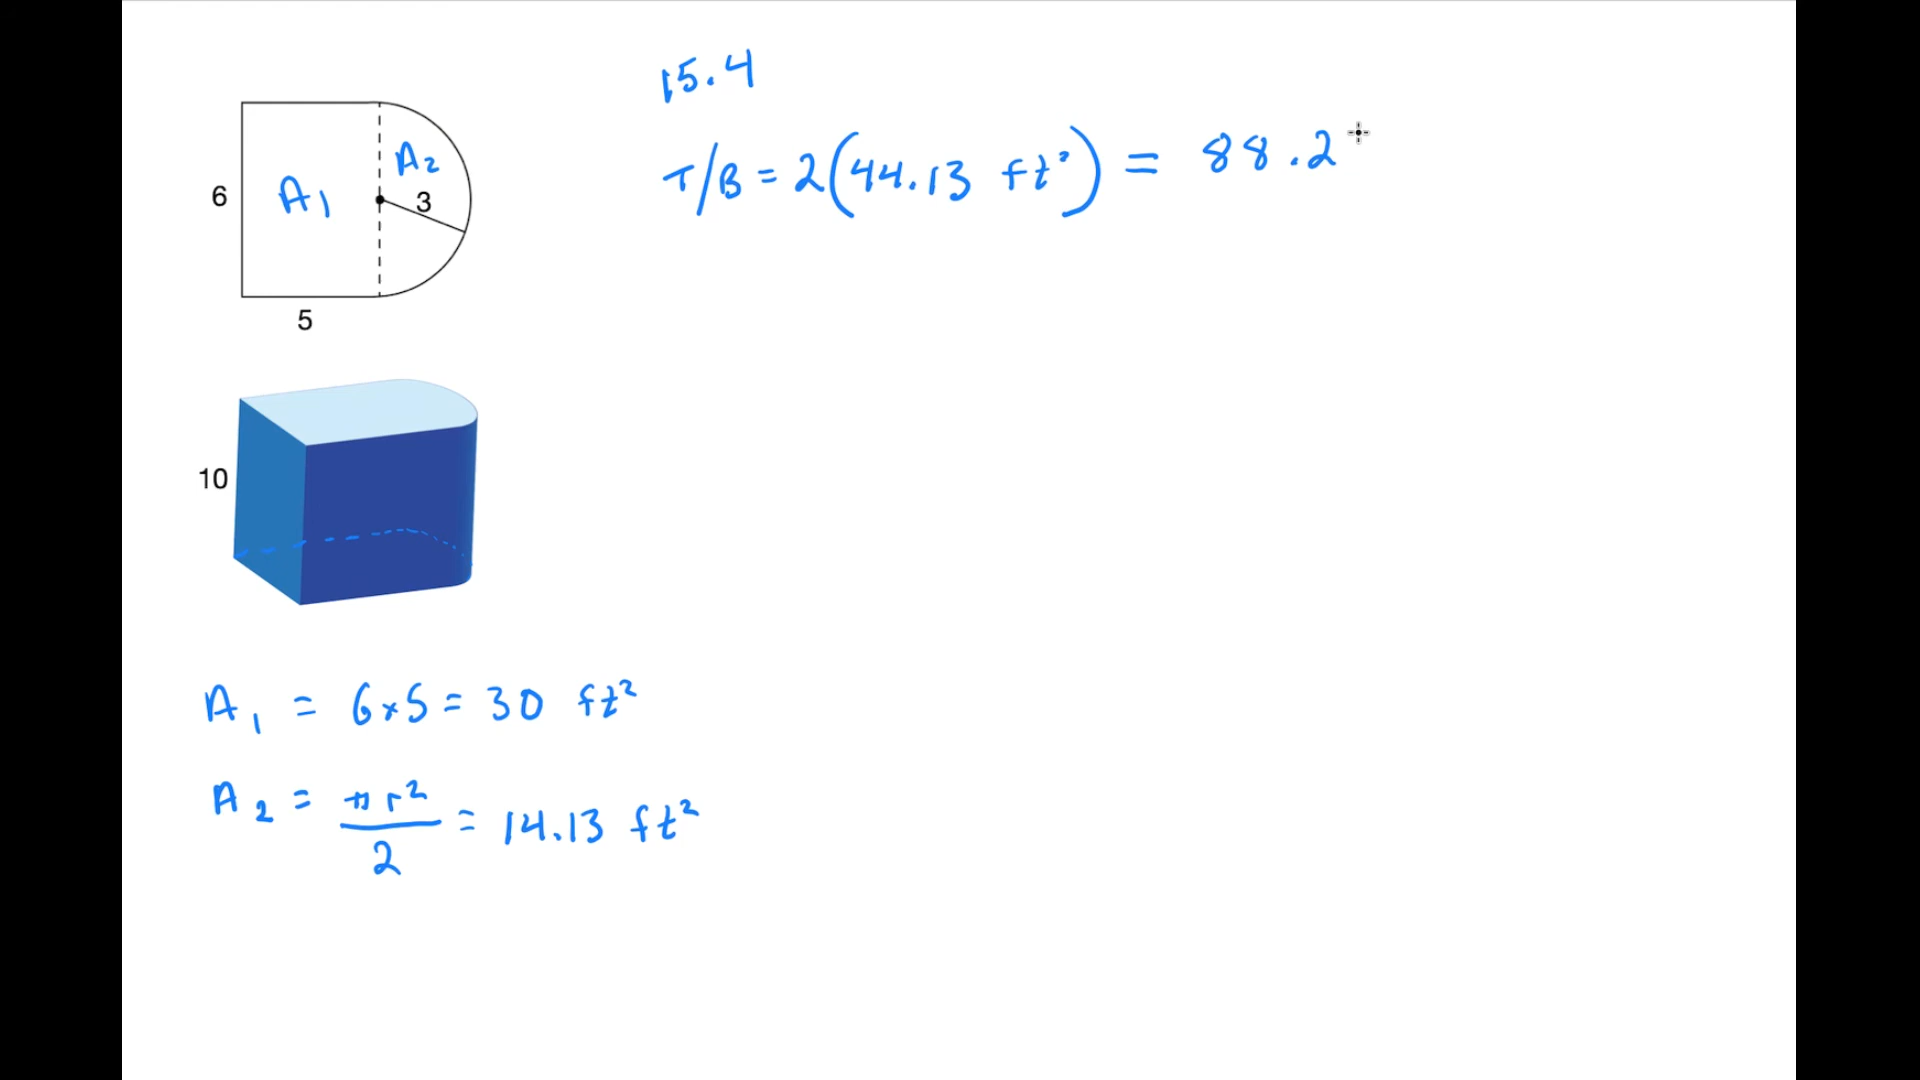 15.4
T/B = 2(44.13 ft²) = 88.2
A₂
6
A₁
3
5
10
A₁ = 6×5 = 30 ft²
A₂ = πr²/2 = 14.13 ft²